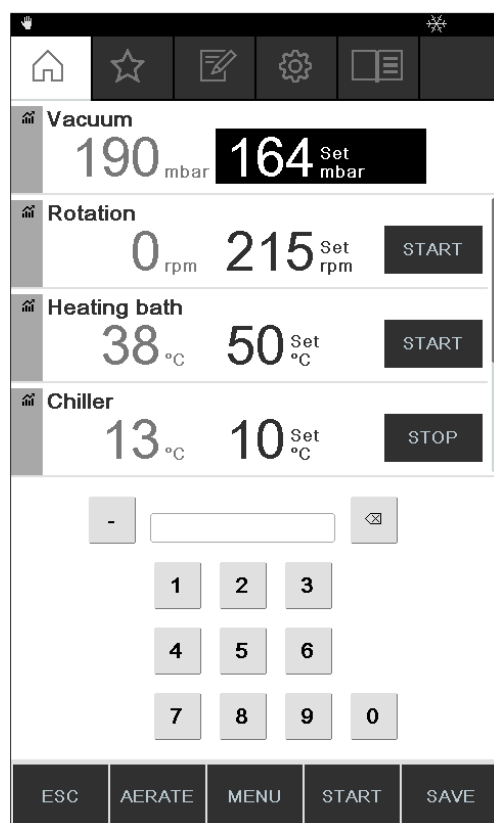 Vacuum
190 mbar 164 Set mbar
Rotation
0 rpm 215 Set rpm START
Heating bath
38 °C 50 Set °C START
Chiller
13 °C 10 Set °C STOP
-
1 2 3
4 5 6
7 8 9 0
ESC AERATE MENU START SAVE